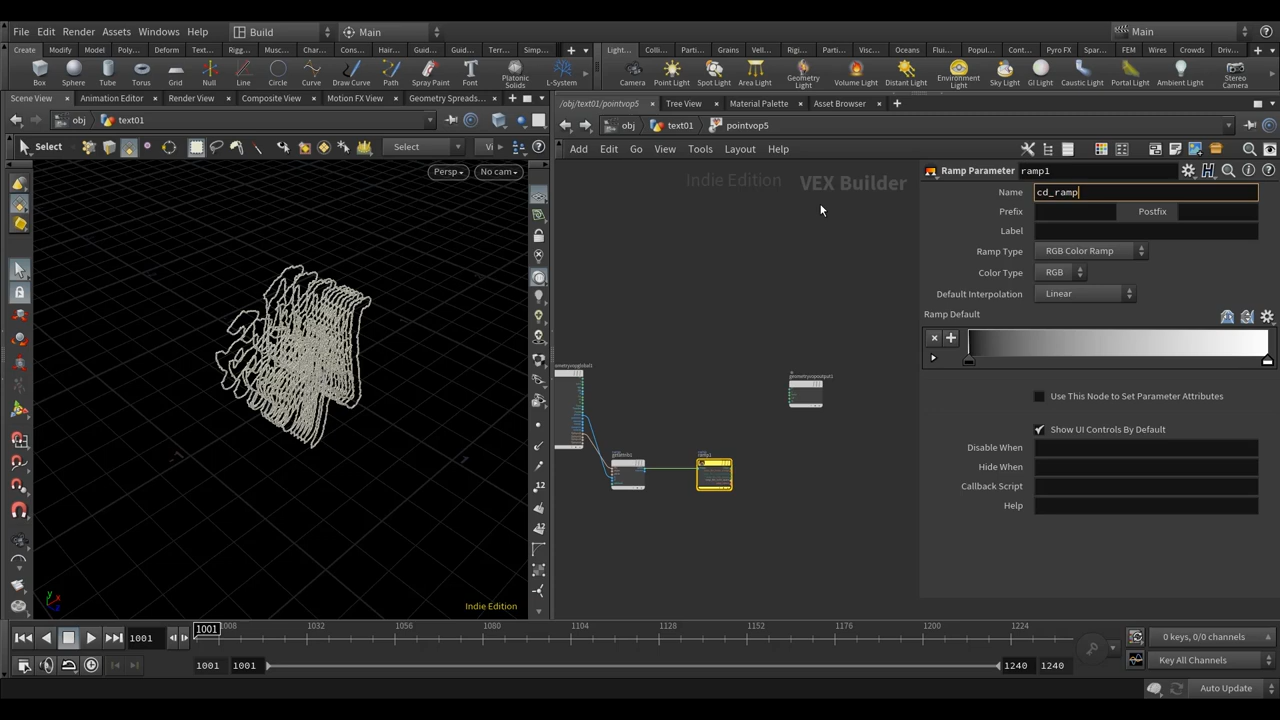 File Edit Render Assets Windows Help Build Main Main
Create Modify Model Poly... Deform Text... Rigg... Musc... Char... Cons... Hair... Guid... Guid... Terr... Simp... Light... Colli... Parti... Grains Vell... Rigi... Parti... Visc... Oceans Flui... Popul... Cont... Pyro FX Spar... FEM Wires Crowds Driv...
Box Sphere Tube Torus Grid Null Line Circle Curve Draw Curve Path Spray Paint Font Platonic Solids L-System Camera Point Light Spot Light Area Light Geometry Light Volume Light Distant Light Environment Light Sky Light GI Light Caustic Light Portal Light Ambient Light Stereo Camera
Scene View Animation Editor Render View Composite View Motion FX View Geometry Spreads... /obj/text01/pointvop5 Tree View Material Palette Asset Browser
obj text01 obj text01 pointvop5
Select Select Vi Add Edit Go View Tools Layout Help
Persp No cam Indie Edition VEX Builder
Ramp Parameter ramp1
Name cd_ramp
Prefix Postfix
Label
Ramp Type RGB Color Ramp
Color Type RGB
Default Interpolation Linear
Ramp Default
Use This Node to Set Parameter Attributes
Show UI Controls By Default
Disable When
Hide When
Callback Script
Help
ramp1
Indie Edition
1001 1001 1008 1032 1056 1080 1104 1128 1152 1176 1200 1224 0 keys, 0/0 channels
1001 1001 1240 1240 Key All Channels
Auto Update